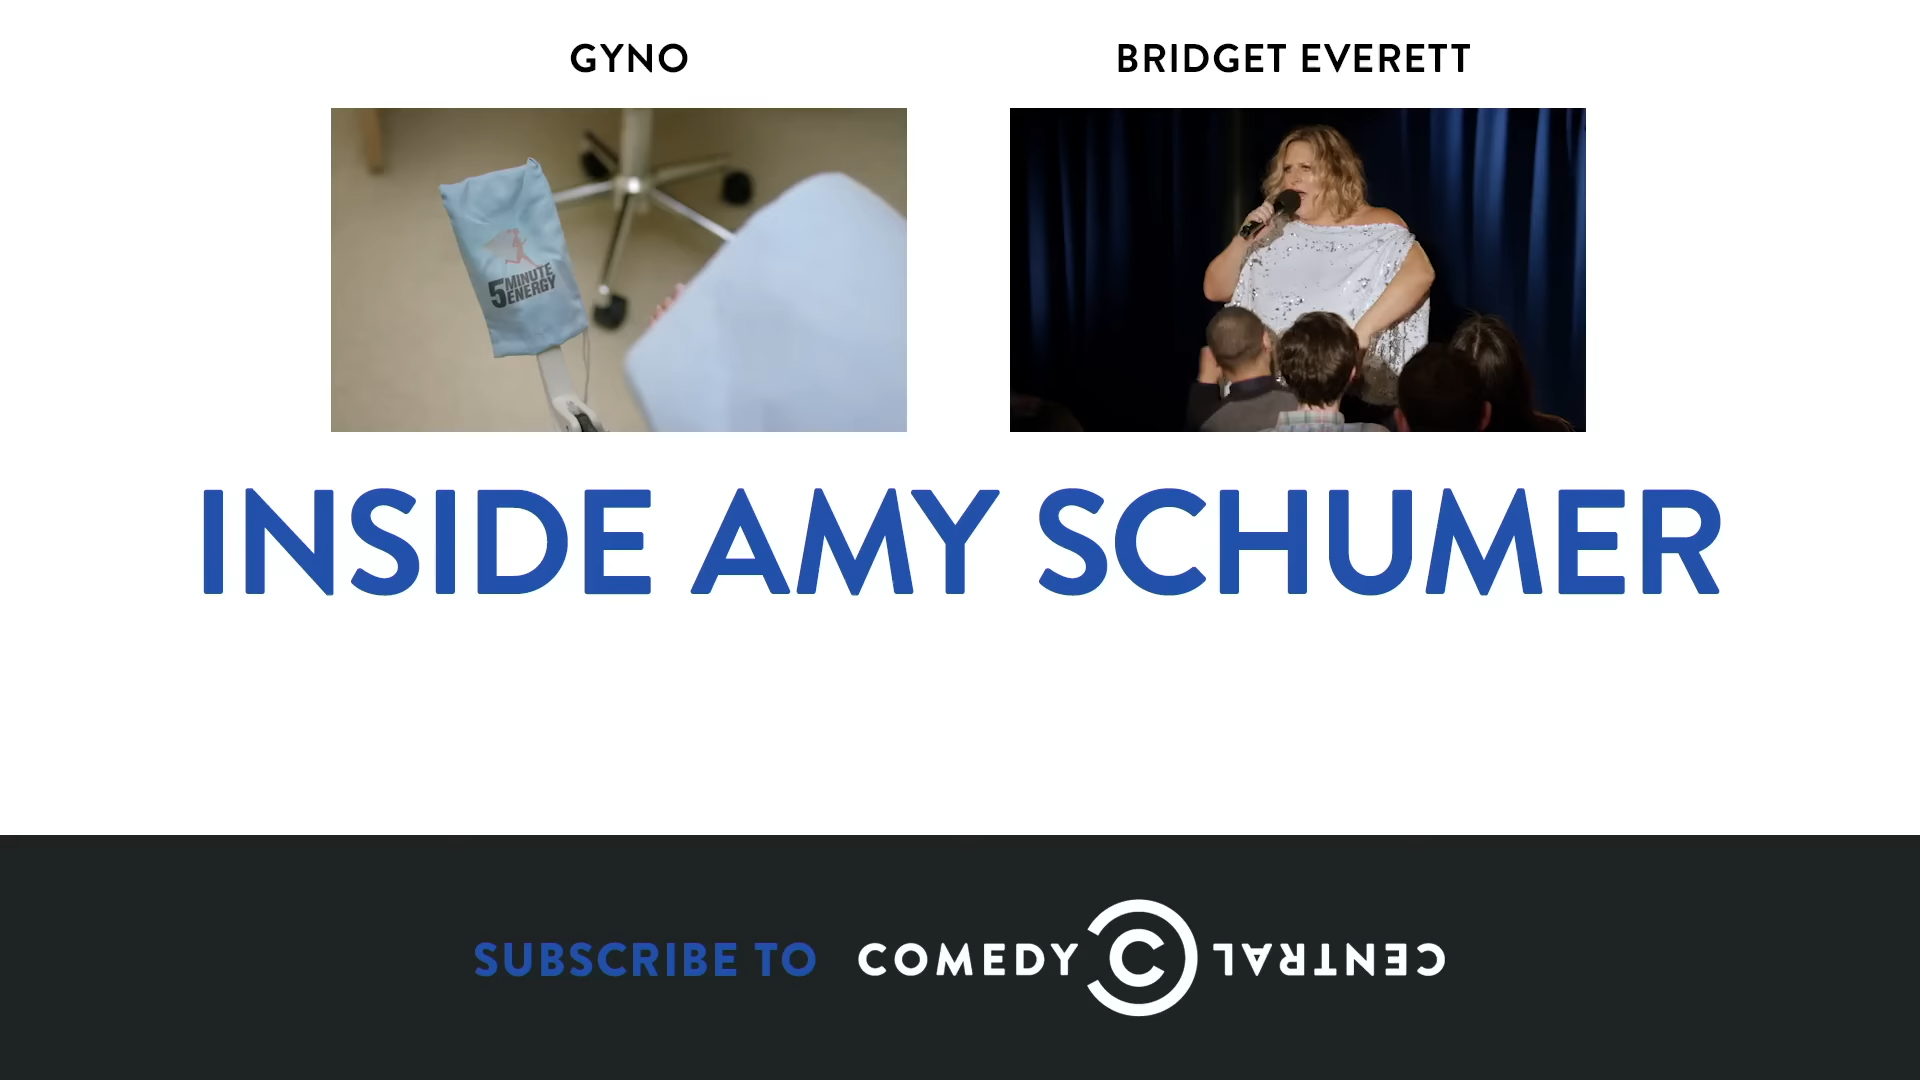 GYNO
BRIDGET EVERETT
5 MINUTE
ENERGY
INSIDE AMY SCHUMER
SUBSCRIBE TO COMEDY CENTRAL